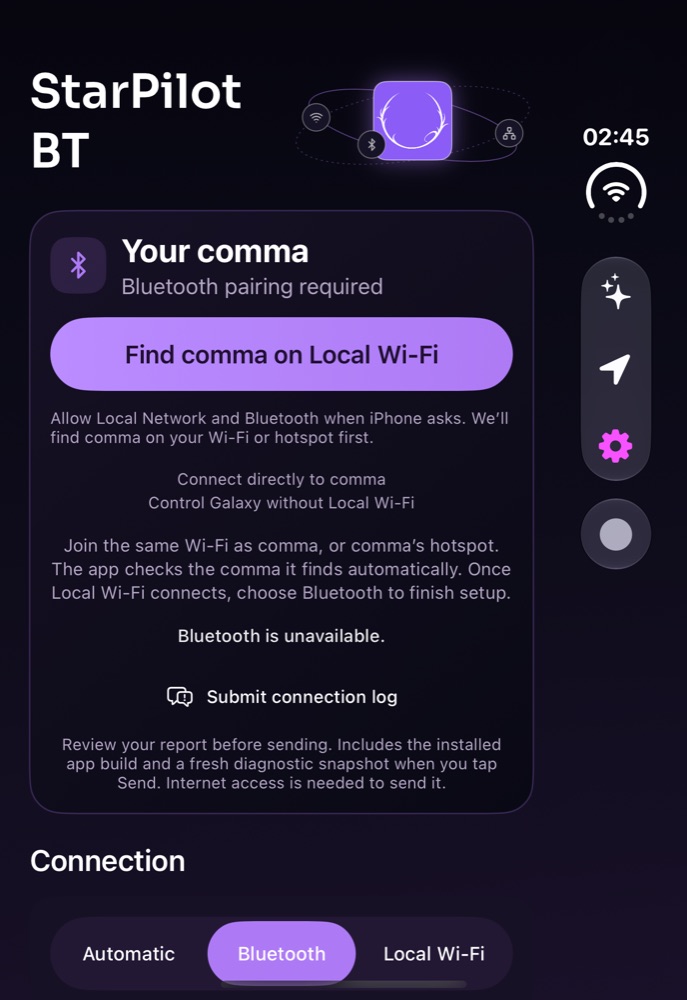 StarPilot
BT
02:45
Your comma
Bluetooth pairing required
Find comma on Local Wi-Fi
Allow Local Network and Bluetooth when iPhone asks. We’ll
find comma on your Wi-Fi or hotspot first.
Connect directly to comma
Control Galaxy without Local Wi-Fi
Join the same Wi-Fi as comma, or comma’s hotspot.
The app checks the comma it finds automatically. Once
Local Wi-Fi connects, choose Bluetooth to finish setup.
Bluetooth is unavailable.
Submit connection log
Review your report before sending. Includes the installed
app build and a fresh diagnostic snapshot when you tap
Send. Internet access is needed to send it.
Connection
Automatic
Bluetooth
Local Wi-Fi